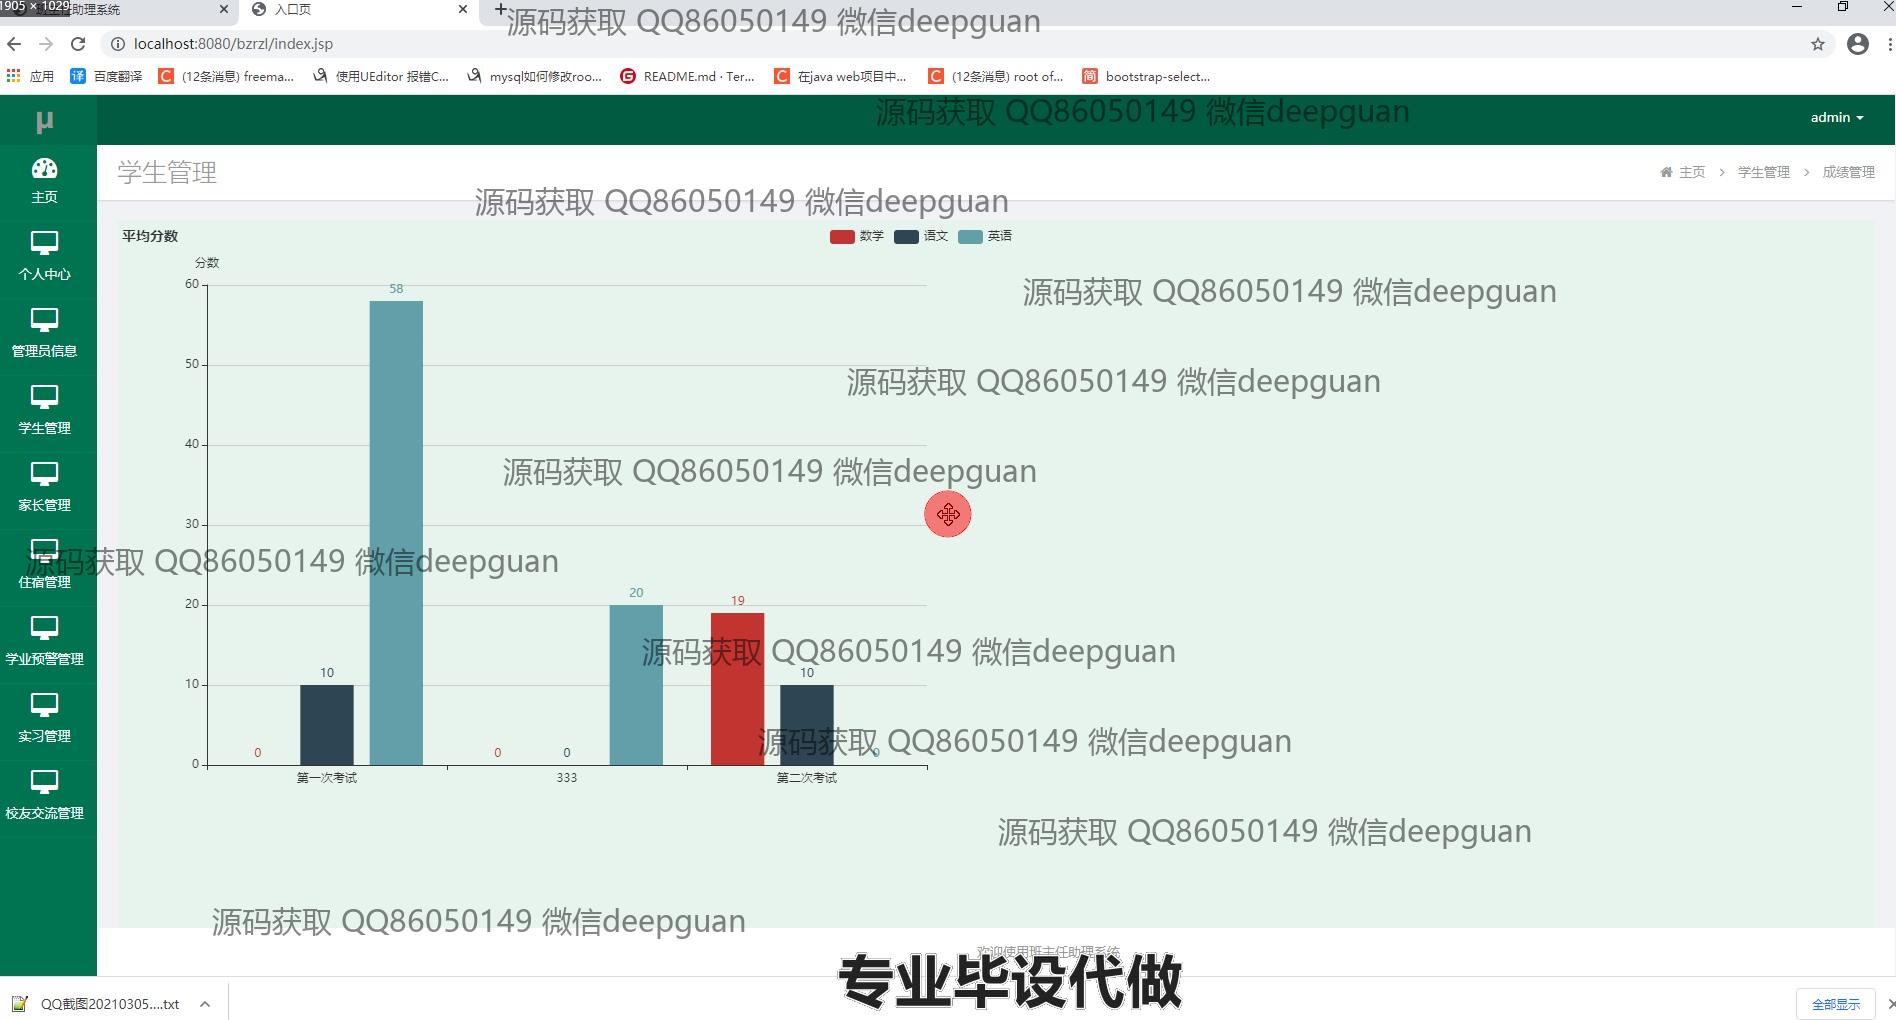 1905 × 1029
班主任助理系统
入口页
源码获取 QQ86050149 微信deepguan
localhost:8080/bzrzl/index.jsp
应用
百度翻译
(12条消息) freema...
使用UEditor 报错C...
mysql如何修改roo...
README.md · Ter...
在java web项目中...
(12条消息) root of...
bootstrap-select...
μ
源码获取 QQ86050149 微信deepguan
admin
主页
学生管理
主页
学生管理
成绩管理
源码获取 QQ86050149 微信deepguan
平均分数
数学
语文
英语
个人中心
分数
60
58
源码获取 QQ86050149 微信deepguan
管理员信息
50
源码获取 QQ86050149 微信deepguan
学生管理
40
源码获取 QQ86050149 微信deepguan
家长管理
30
源码获取 QQ86050149 微信deepguan
住宿管理
20
20
19
源码获取 QQ86050149 微信deepguan
学业预警管理
10
10
10
源码获取 QQ86050149 微信deepguan
实习管理
0
0
0
0
0
第一次考试
333
第二次考试
校友交流管理
源码获取 QQ86050149 微信deepguan
源码获取 QQ86050149 微信deepguan
欢迎使用班主任助理系统
专业毕设代做
QQ截图20210305....txt
全部显示